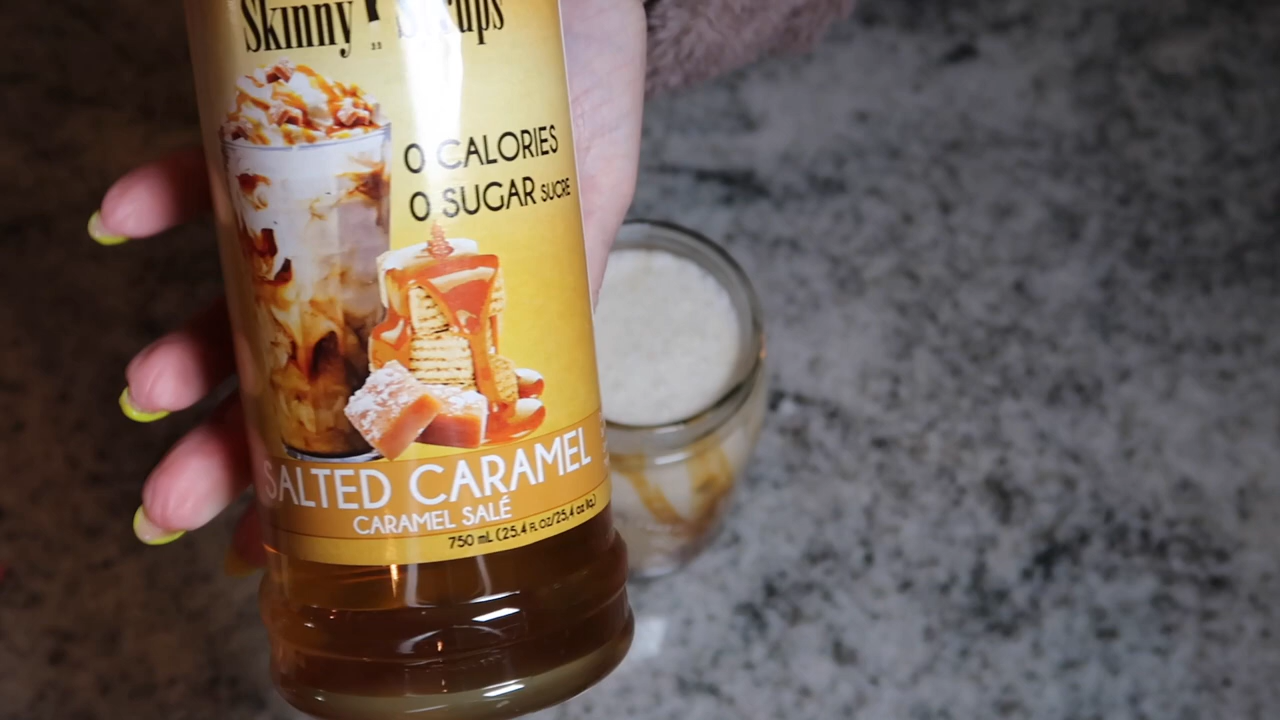 Skinny Syrups
0 CALORIES
0 SUGAR SUCRE
SALTED CARAMEL
CARAMEL SALÉ
750 mL (25.4 FL OZ/25,4 oz liq.)